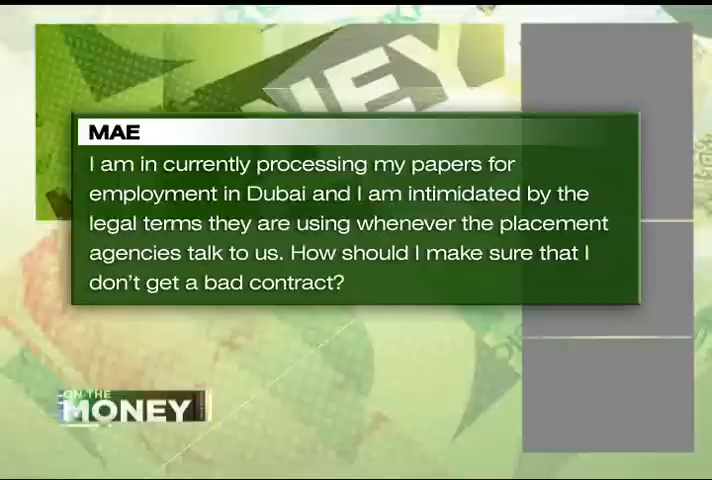 NEY
MAE
I am in currently processing my papers for
employment in Dubai and I am intimidated by the
legal terms they are using whenever the placement
agencies talk to us. How should I make sure that I
don't get a bad contract?
ON THE
MONEY